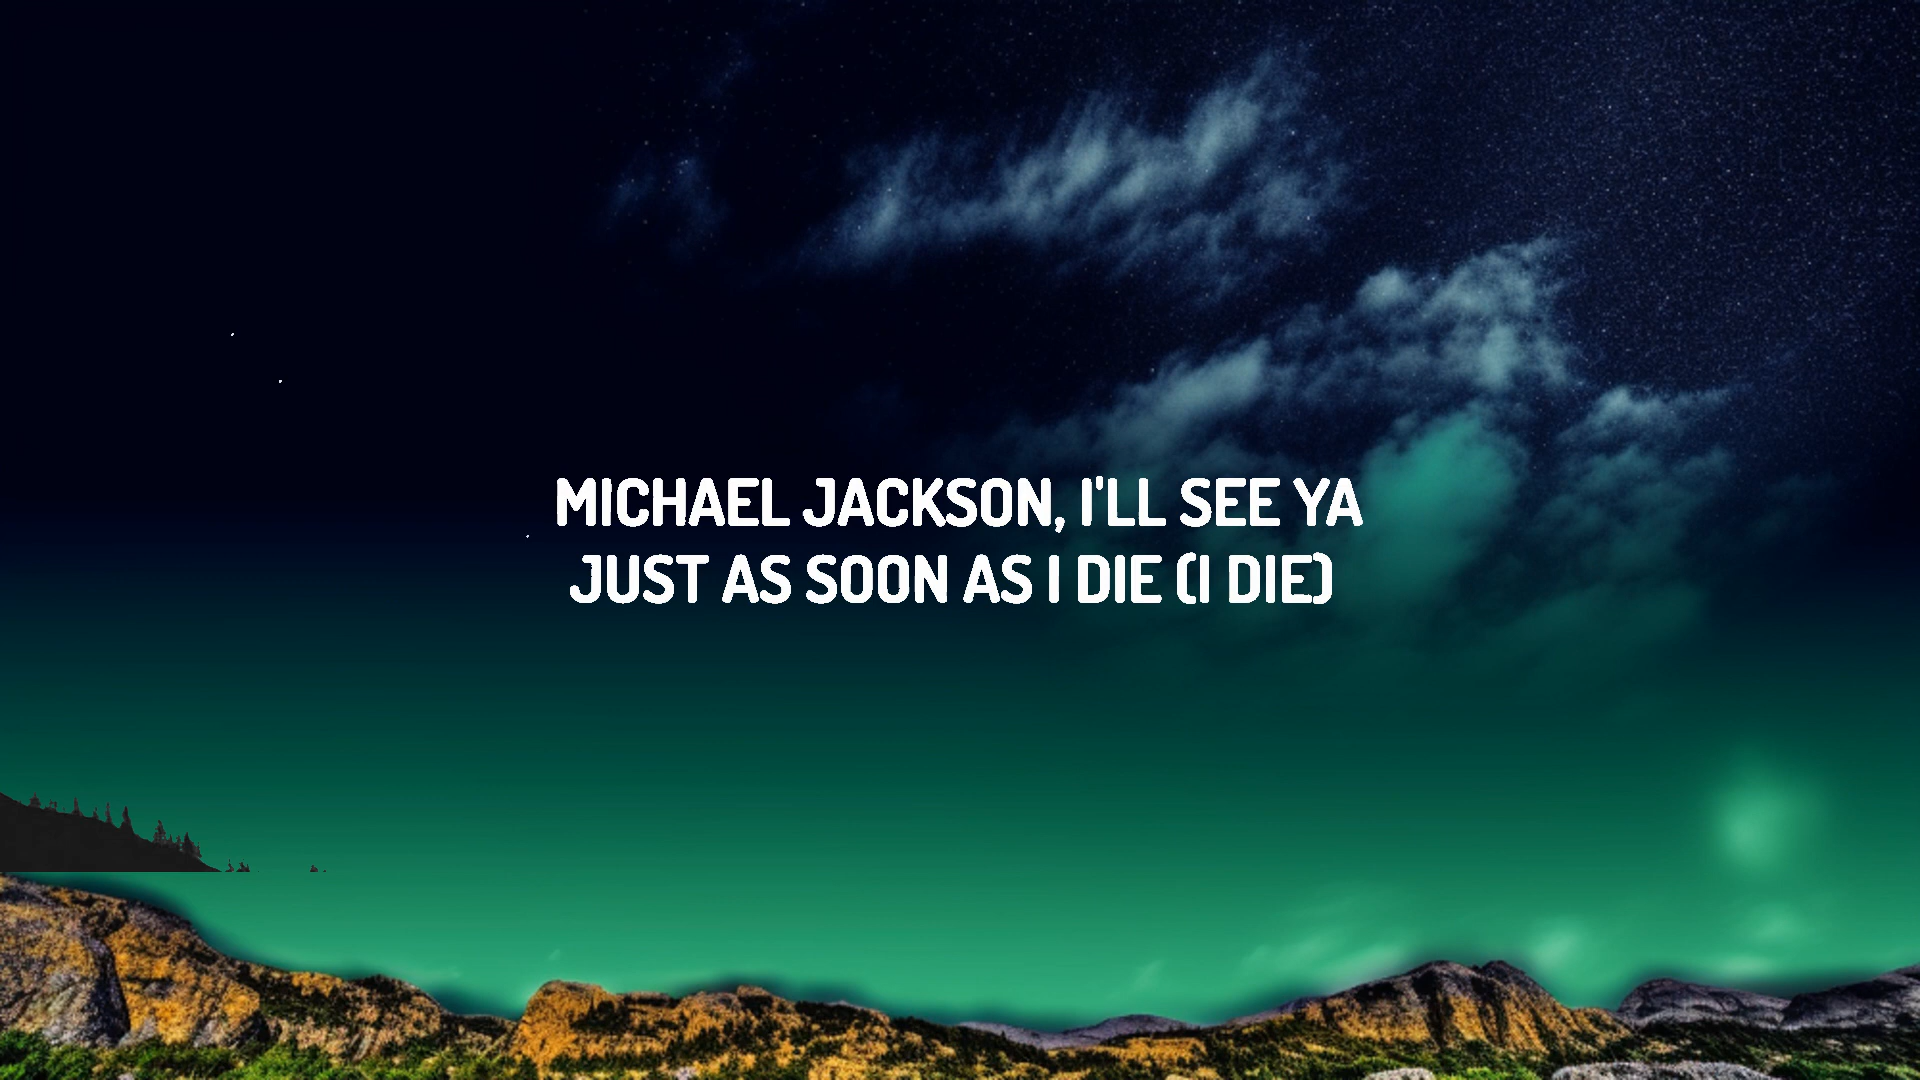 MICHAEL JACKSON, I'LL SEE YA
JUST AS SOON AS I DIE (I DIE)